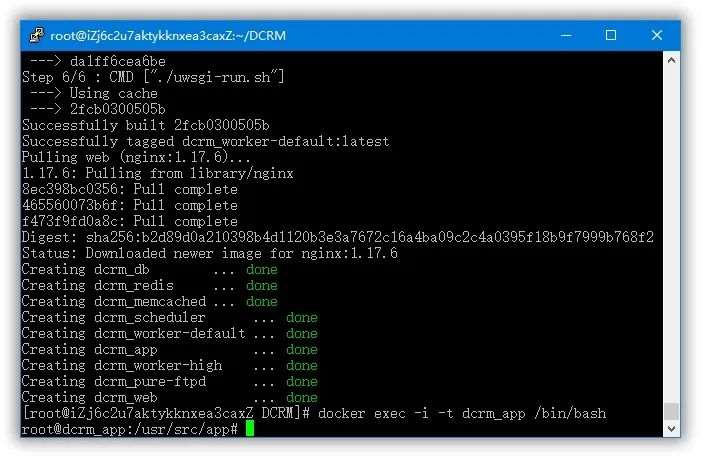 root@iZj6c2u7aktykknxea3caxZ:~/DCRM
---> da1ff6cea6be
Step 6/6 : CMD ["./uwsgi-run.sh"]
---> Using cache
---> 2fcb0300505b
Successfully built 2fcb0300505b
Successfully tagged dcrm_worker-default:latest
Pulling web (nginx:1.17.6)...
1.17.6: Pulling from library/nginx
8ec398bc0356: Pull complete
465560073b6f: Pull complete
f473f9fd0a8c: Pull complete
Digest: sha256:b2d89d0a210398b4d1120b3e3a7672c16a4ba09c2c4a0395f18b9f7999b768f2
Status: Downloaded newer image for nginx:1.17.6
Creating dcrm_db ... done
Creating dcrm_redis ... done
Creating dcrm_memcached ... done
Creating dcrm_scheduler ... done
Creating dcrm_worker-default ... done
Creating dcrm_app ... done
Creating dcrm_worker-high ... done
Creating dcrm_pure-ftpd ... done
Creating dcrm_web ... done
[root@iZj6c2u7aktykknxea3caxZ DCRM]# docker exec -i -t dcrm_app /bin/bash
root@dcrm_app:/usr/src/app#